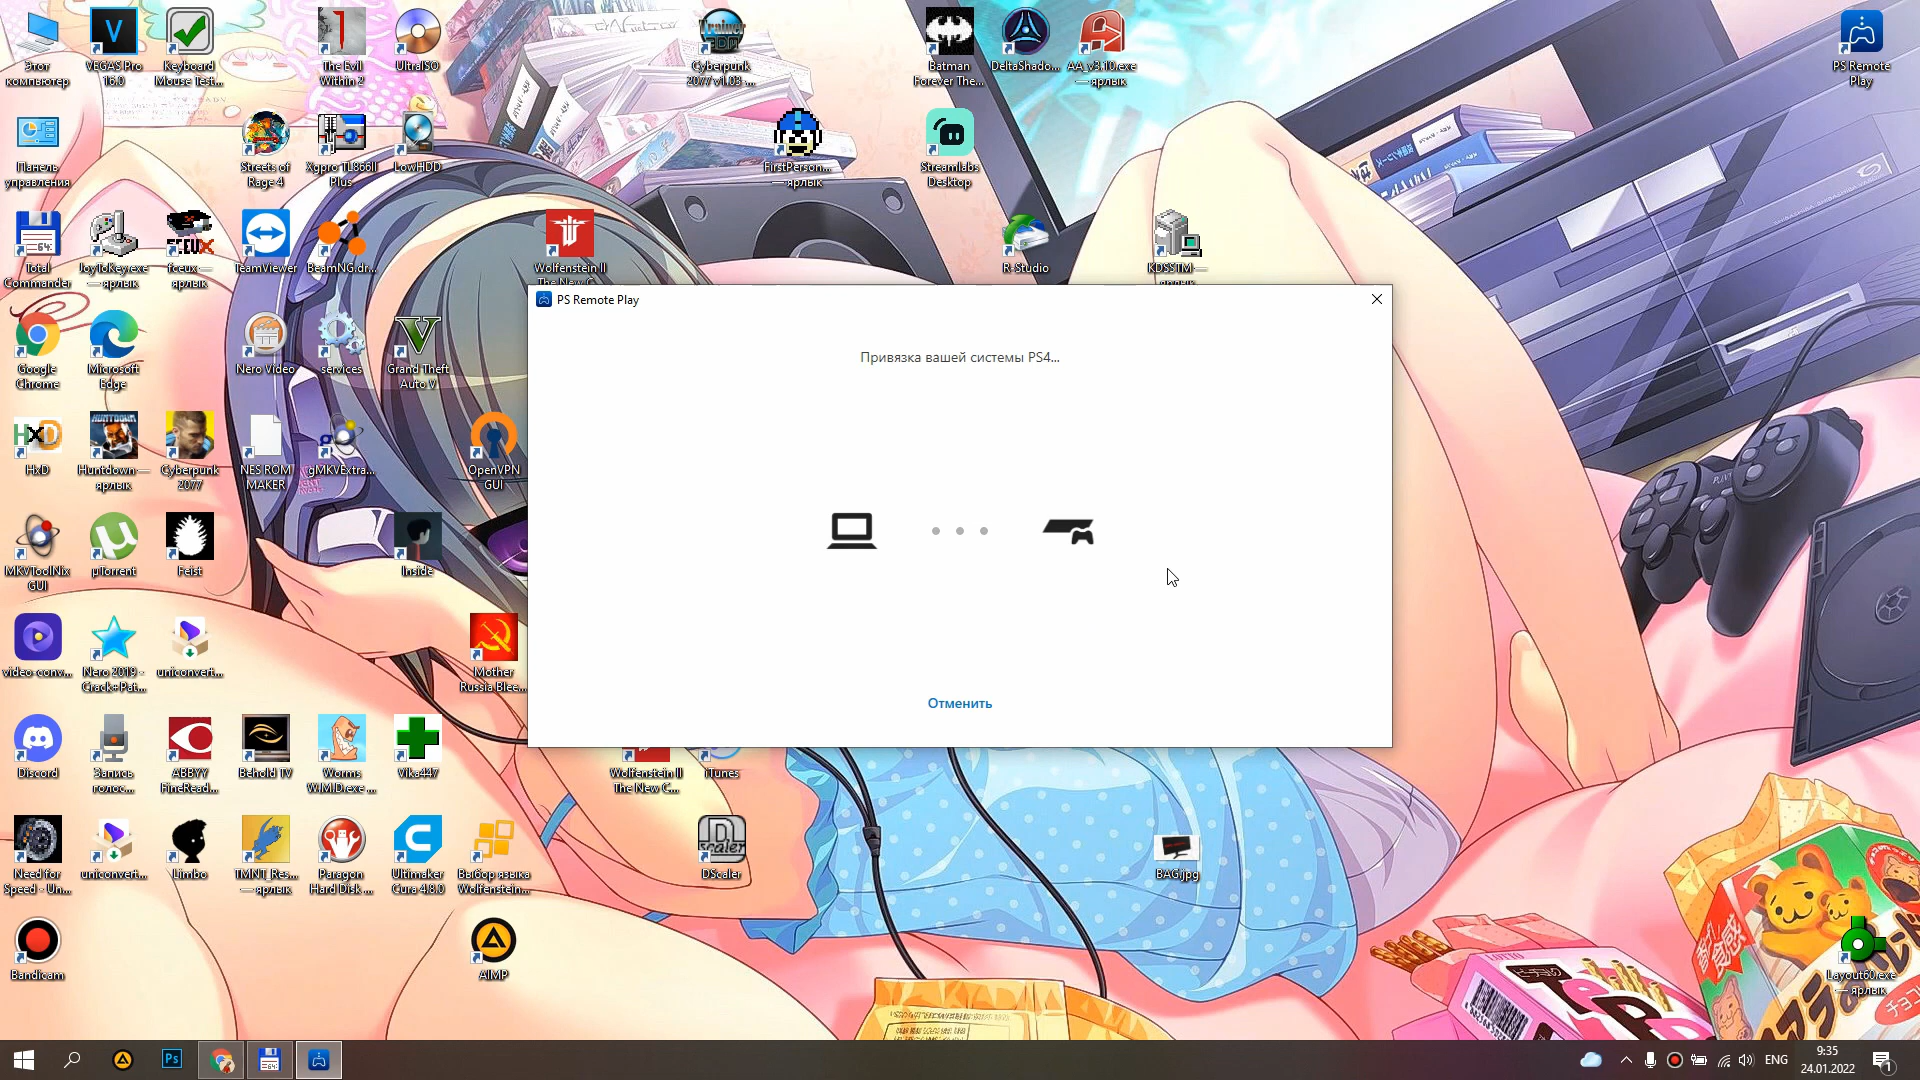 Этот
компьютер
VEGAS Pro
16.0
Keyboard
Mouse Test...
The Evil
Within 2
UltraISO
Cyberpunk
2077 v1.03-...
Batman
Forever The...
DeltaShado...
AA_v3.10.exe
— ярлык
PS Remote
Play
Панель
управления
Streets of
Rage 4
Xgpro TL866II
Plus
LowHDD
FirstPerson...
— ярлык
Streamlabs
Desktop
Total
Commander
JoyToKey.exe
— ярлык
fceux —
ярлык
TeamViewer
BeamNG.dr...
Wolfenstein II
The New C...
R-Studio
KDSSTM —
ярлык
PS Remote Play
Привязка вашей системы PS4...
Отменить
Google
Chrome
Microsoft
Edge
Nero Video
services
Grand Theft
Auto V
HxD
Huntdown —
ярлык
Cyberpunk
2077
NES ROM
MAKER
gMKVExtra...
OpenVPN
GUI
MKVToolNix
GUI
µTorrent
Feist
Inside
video-conv...
Nero 2019 -
Crack+Pat...
uniconvert...
Mother
Russia Blee...
Discord
Запись
голос...
ABBYY
FineRead...
Behold TV
Worms
W.M.D.exe ...
Vika447
Wolfenstein II
The New C...
iTunes
Need for
Speed - Un...
uniconvert...
Limbo
TMNT_Res...
— ярлык
Paragon
Hard Disk ...
Ultimaker
Cura 4.8.0
Выбор языка
Wolfenstein...
DScaler
BAG.jpg
Bandicam
AIMP
Layout60.exe
— ярлык
ENG
9:35
24.01.2022